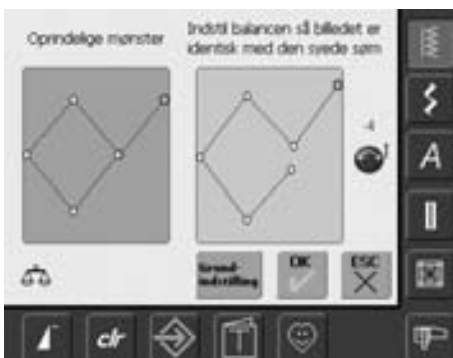 Oprindelige mønster
Indstil balancen så billedet er
identisk med den syede søm
-4
Grund-
indstilling
OK
ESC
A
clr